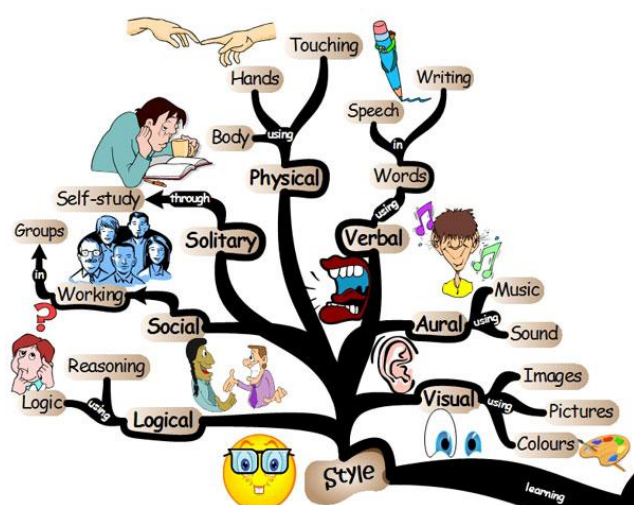 Touching
Hands
using
Body
Physical
Writing
Speech
in
Words
using
Verbal
Self-study
through
Solitary
Groups
in
Working
Social
Music
using
Sound
Aural
?
Reasoning
Logic
using
Logical
Images
Visual
using
Pictures
Colours
Style
learning